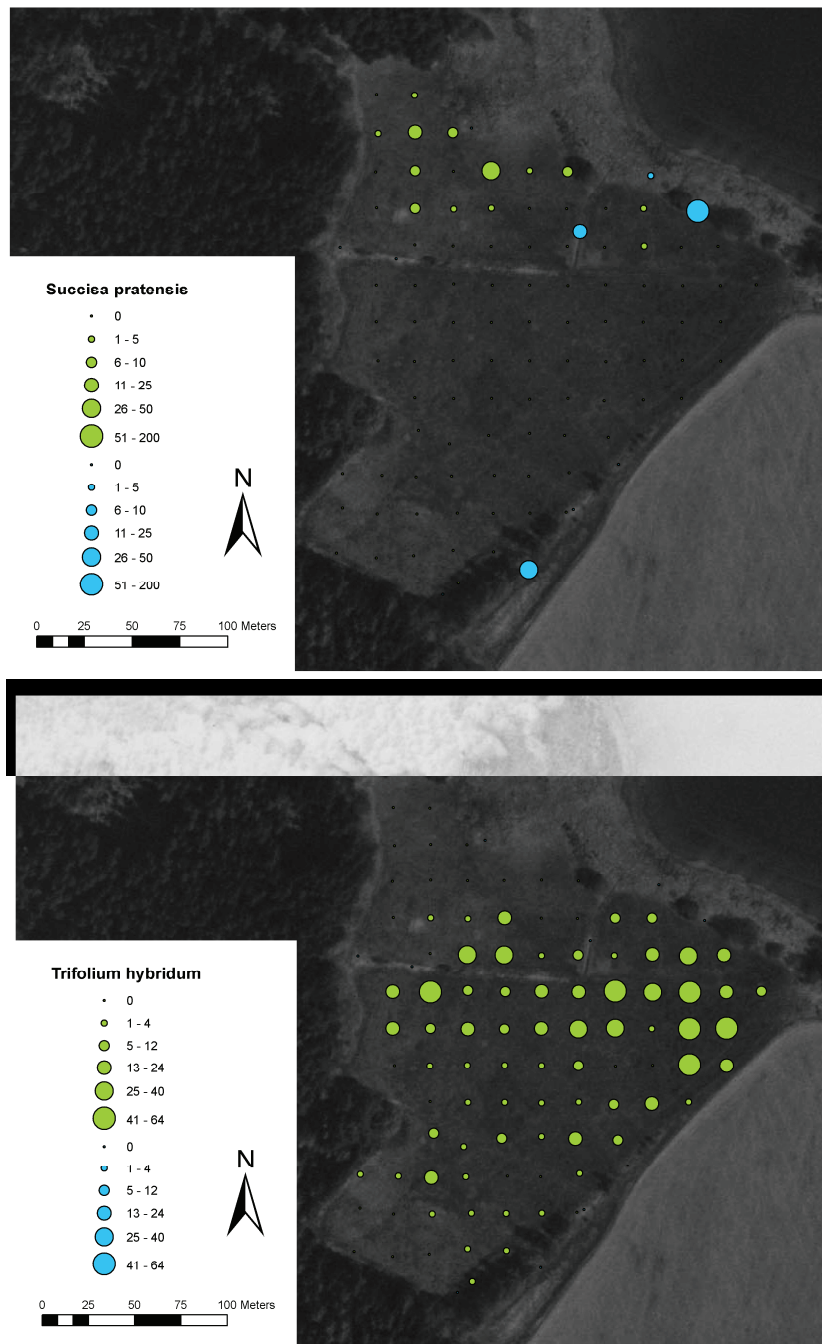 Succisa pratensis
0
1 - 5
6 - 10
11 - 25
26 - 50
51 - 200
0
1 - 5
6 - 10
11 - 25
26 - 50
51 - 200
N
0 25 50 75 100 Meters
Trifolium hybridum
0
1 - 4
5 - 12
13 - 24
25 - 40
41 - 64
0
1 - 4
5 - 12
13 - 24
25 - 40
41 - 64
N
0 25 50 75 100 Meters